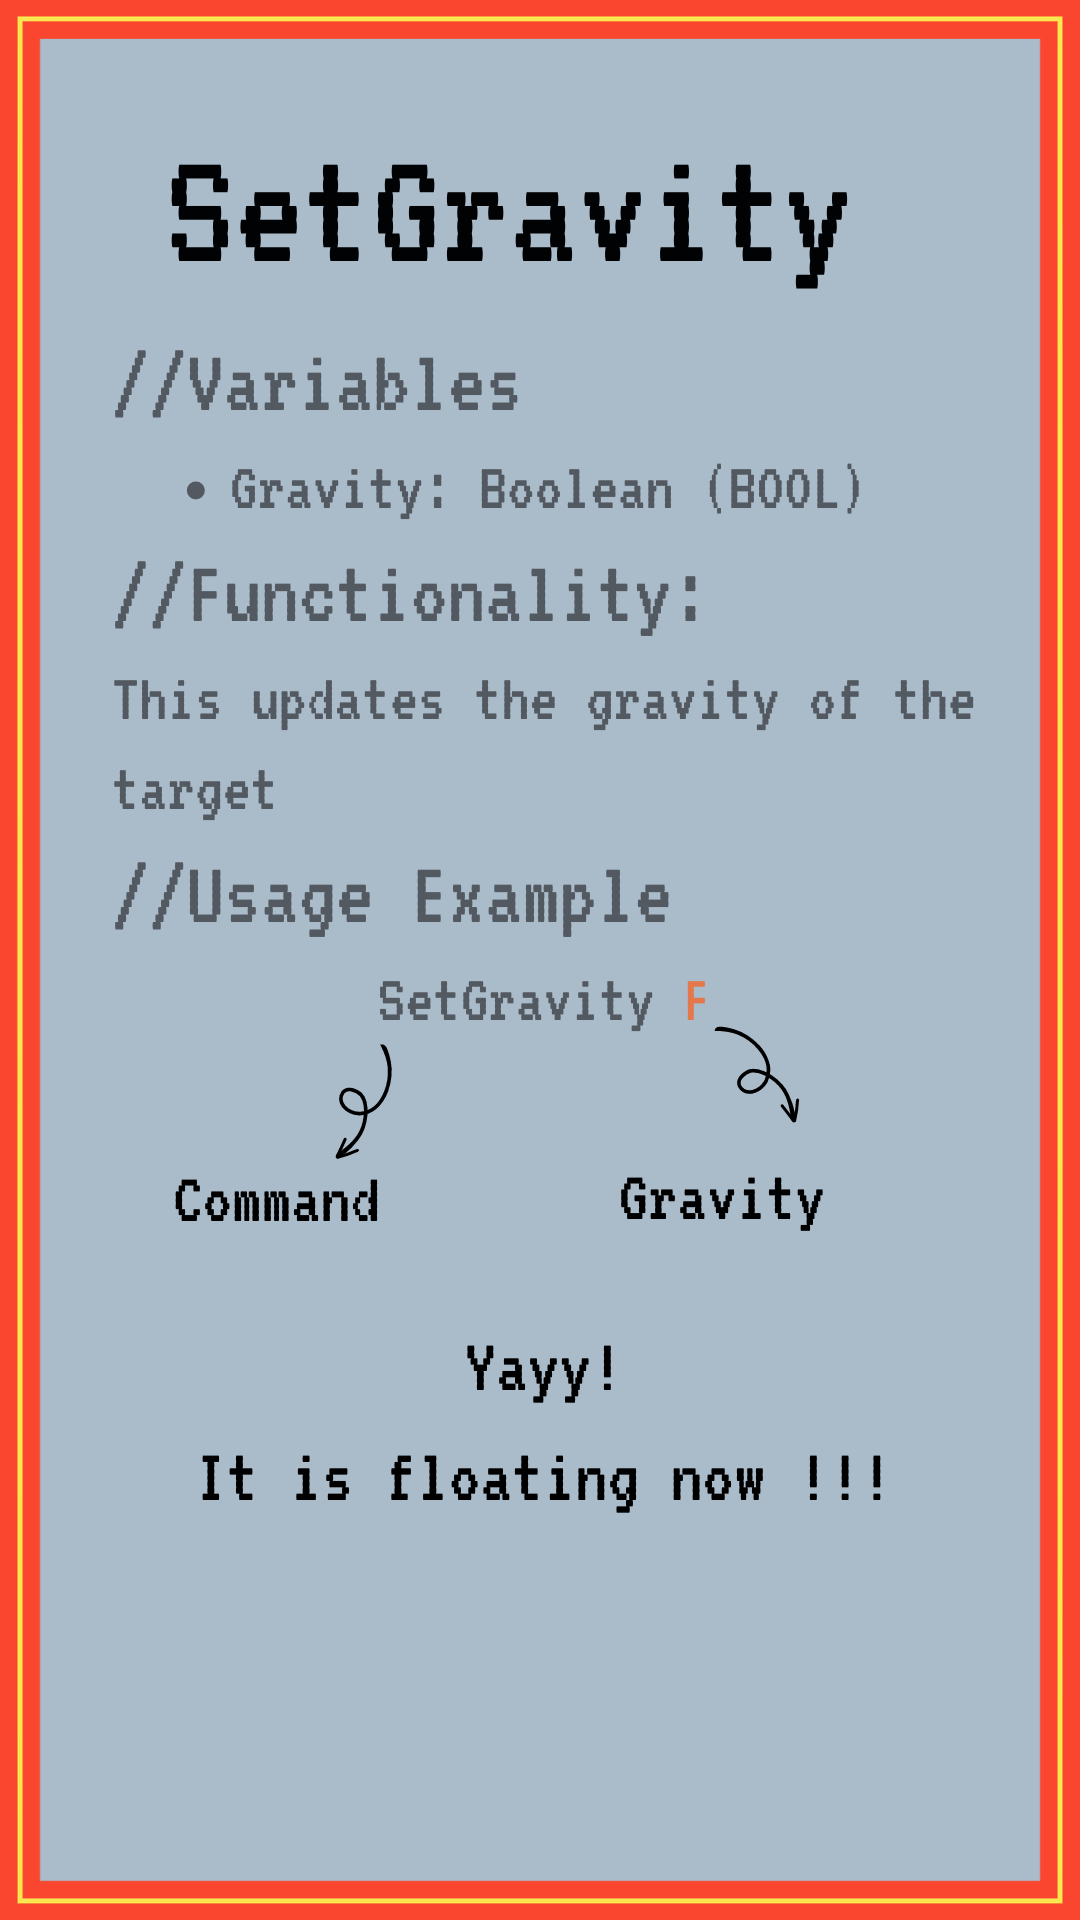 SetGravity
//Variables
• Gravity: Boolean (BOOL)
//Functionality:
This updates the gravity of the
target
//Usage Example
SetGravity F
Command
Gravity
Yayy!
It is floating now !!!